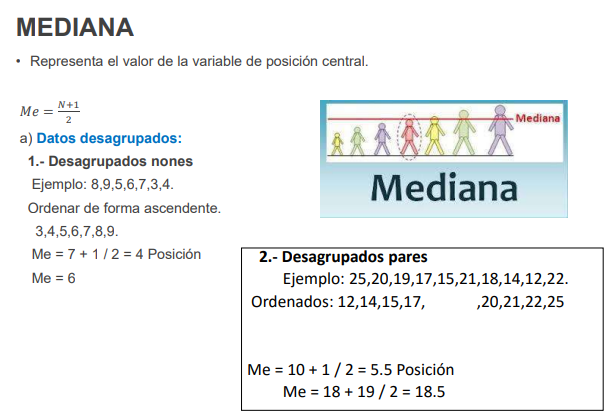 MEDIANA
• Representa el valor de la variable de posición central.
Me = N+1 / 2
a) Datos desagrupados:
1.- Desagrupados nones
Ejemplo: 8,9,5,6,7,3,4.
Ordenar de forma ascendente.
3,4,5,6,7,8,9.
Me = 7 + 1 / 2 = 4 Posición
Me = 6
Mediana
Mediana
2.- Desagrupados pares
Ejemplo: 25,20,19,17,15,21,18,14,12,22.
Ordenados: 12,14,15,17, ,20,21,22,25
Me = 10 + 1 / 2 = 5.5 Posición
Me = 18 + 19 / 2 = 18.5